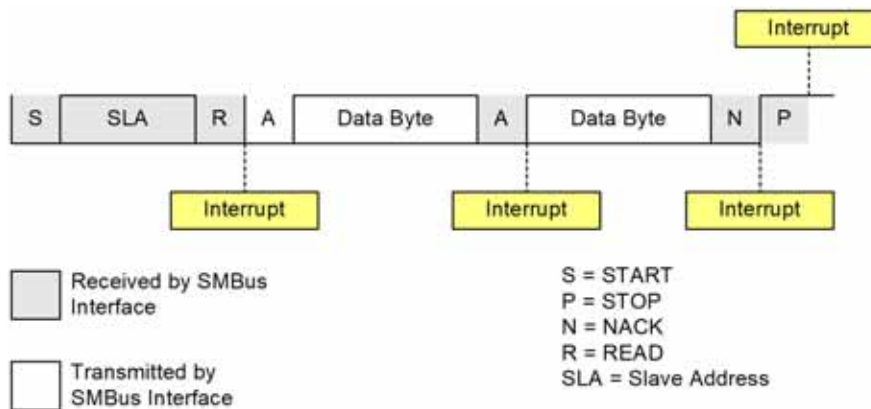 Interrupt
S SLA R A Data Byte A Data Byte N P
Interrupt Interrupt Interrupt
Received by SMBus
Interface
Transmitted by
SMBus Interface
S = START
P = STOP
N = NACK
R = READ
SLA = Slave Address